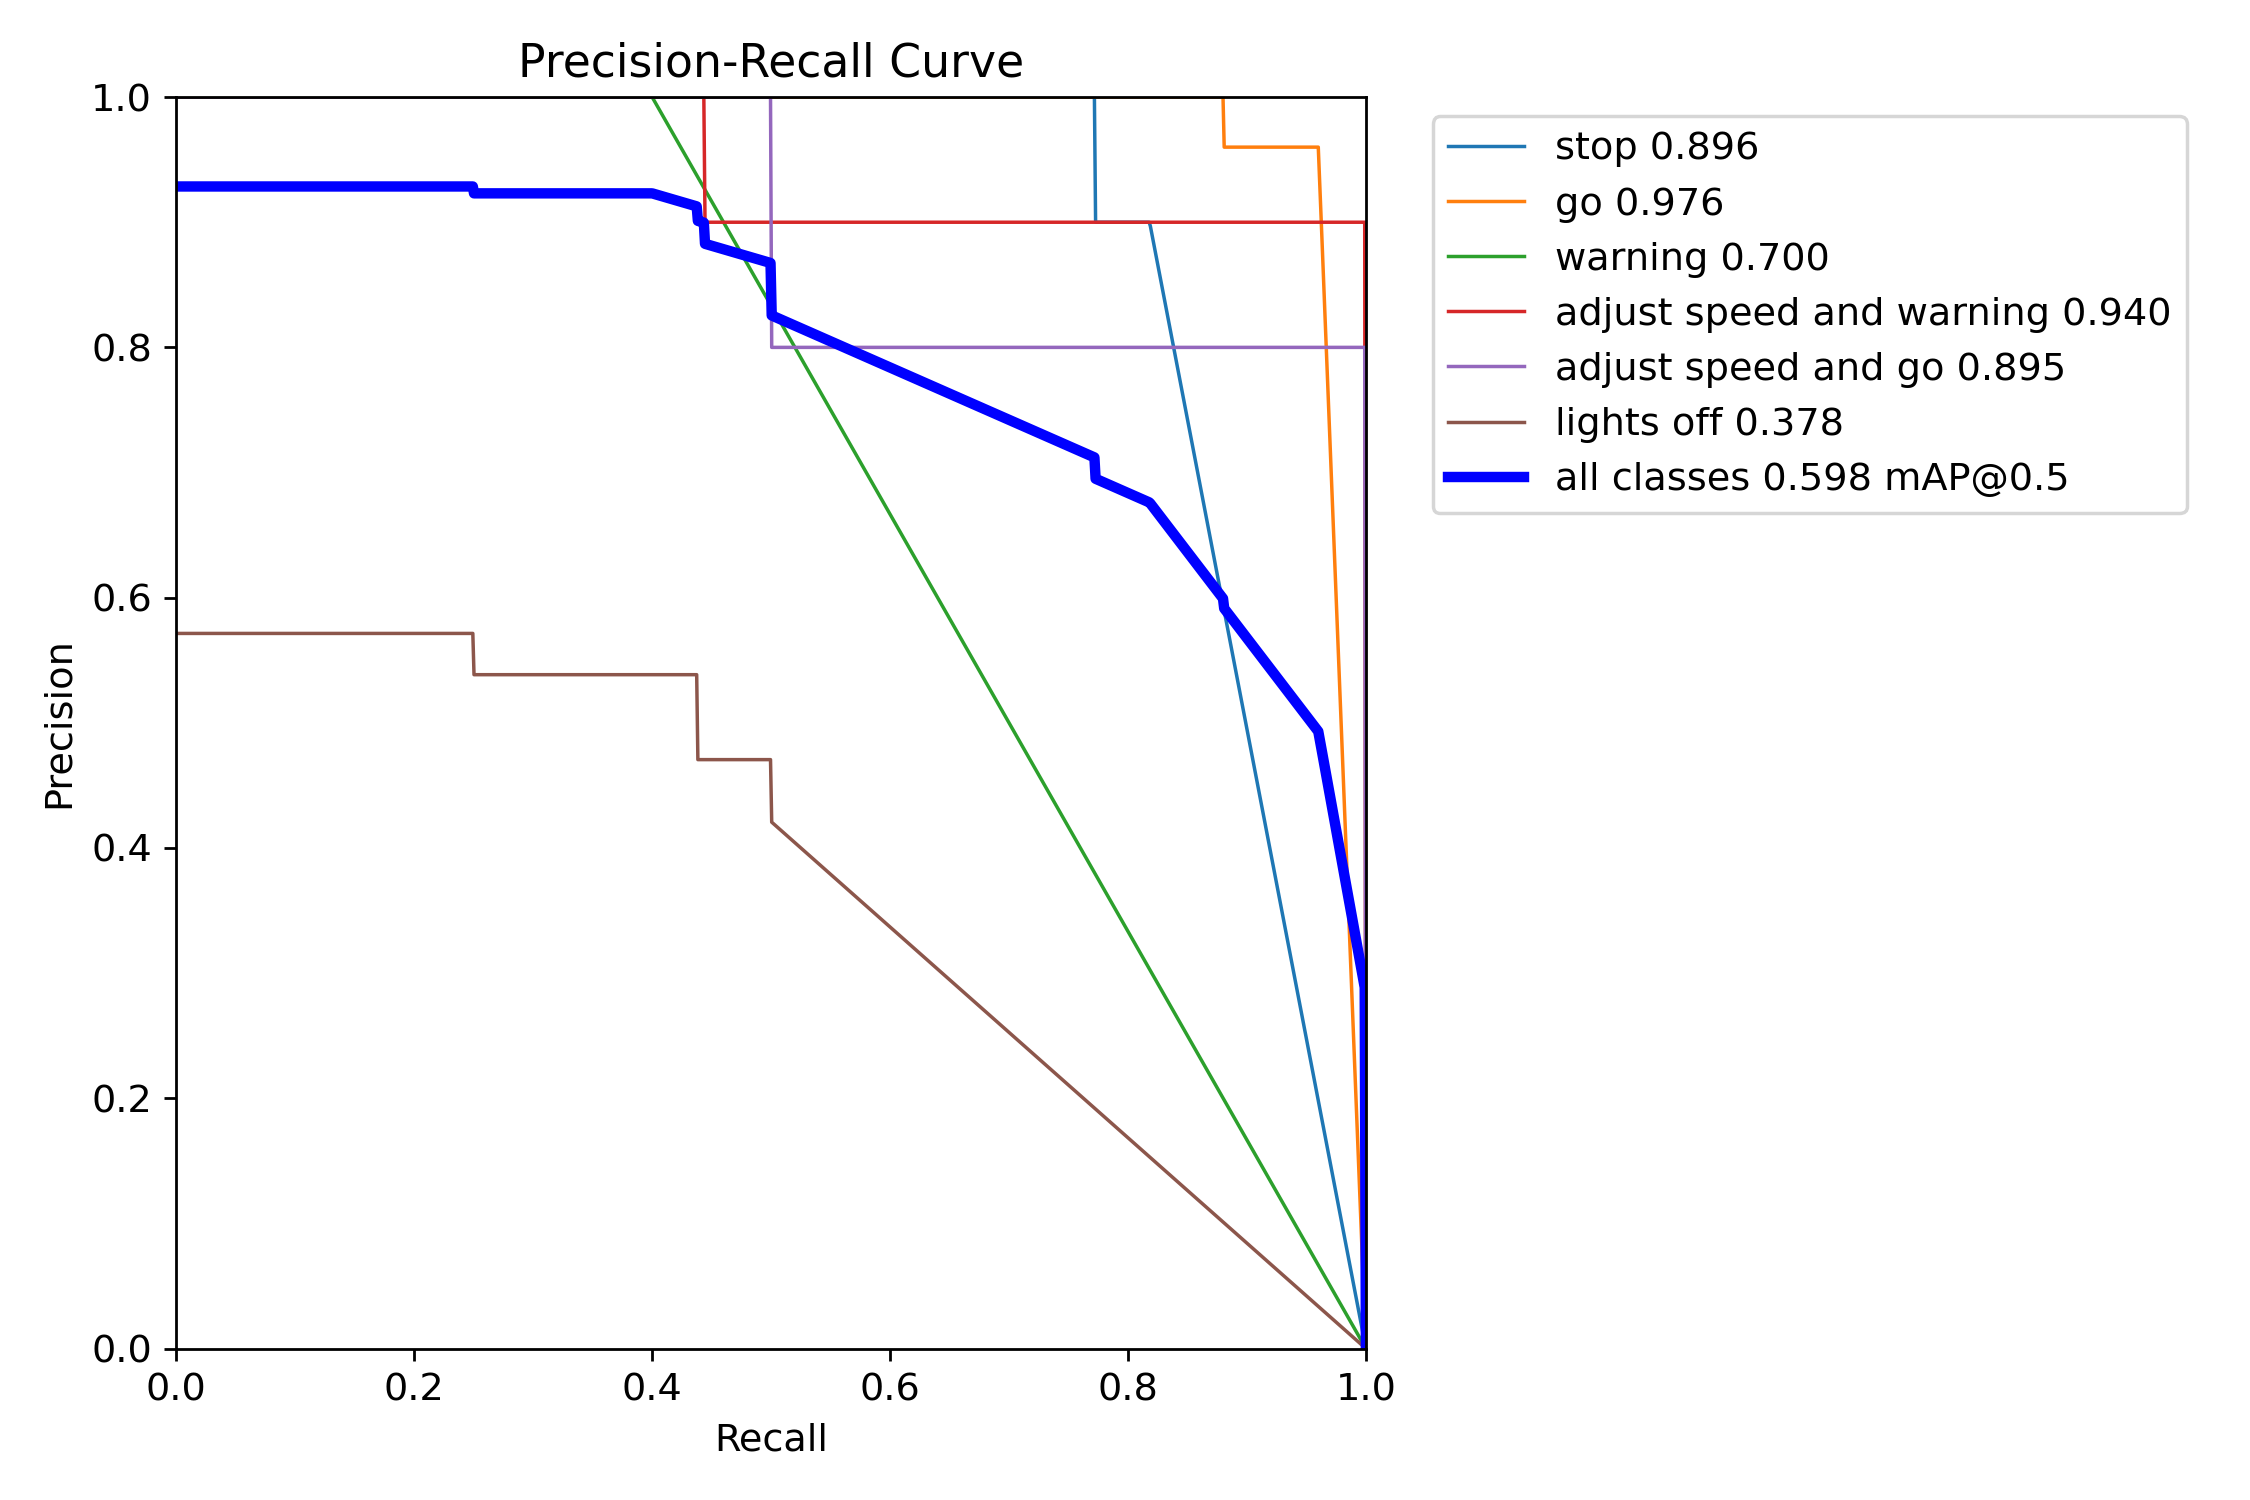 Precision-Recall Curve
1.0
0.8
0.6
0.4
0.2
0.0
Precision
0.0 0.2 0.4 0.6 0.8 1.0
Recall
stop 0.896
go 0.976
warning 0.700
adjust speed and warning 0.940
adjust speed and go 0.895
lights off 0.378
all classes 0.598 mAP@0.5